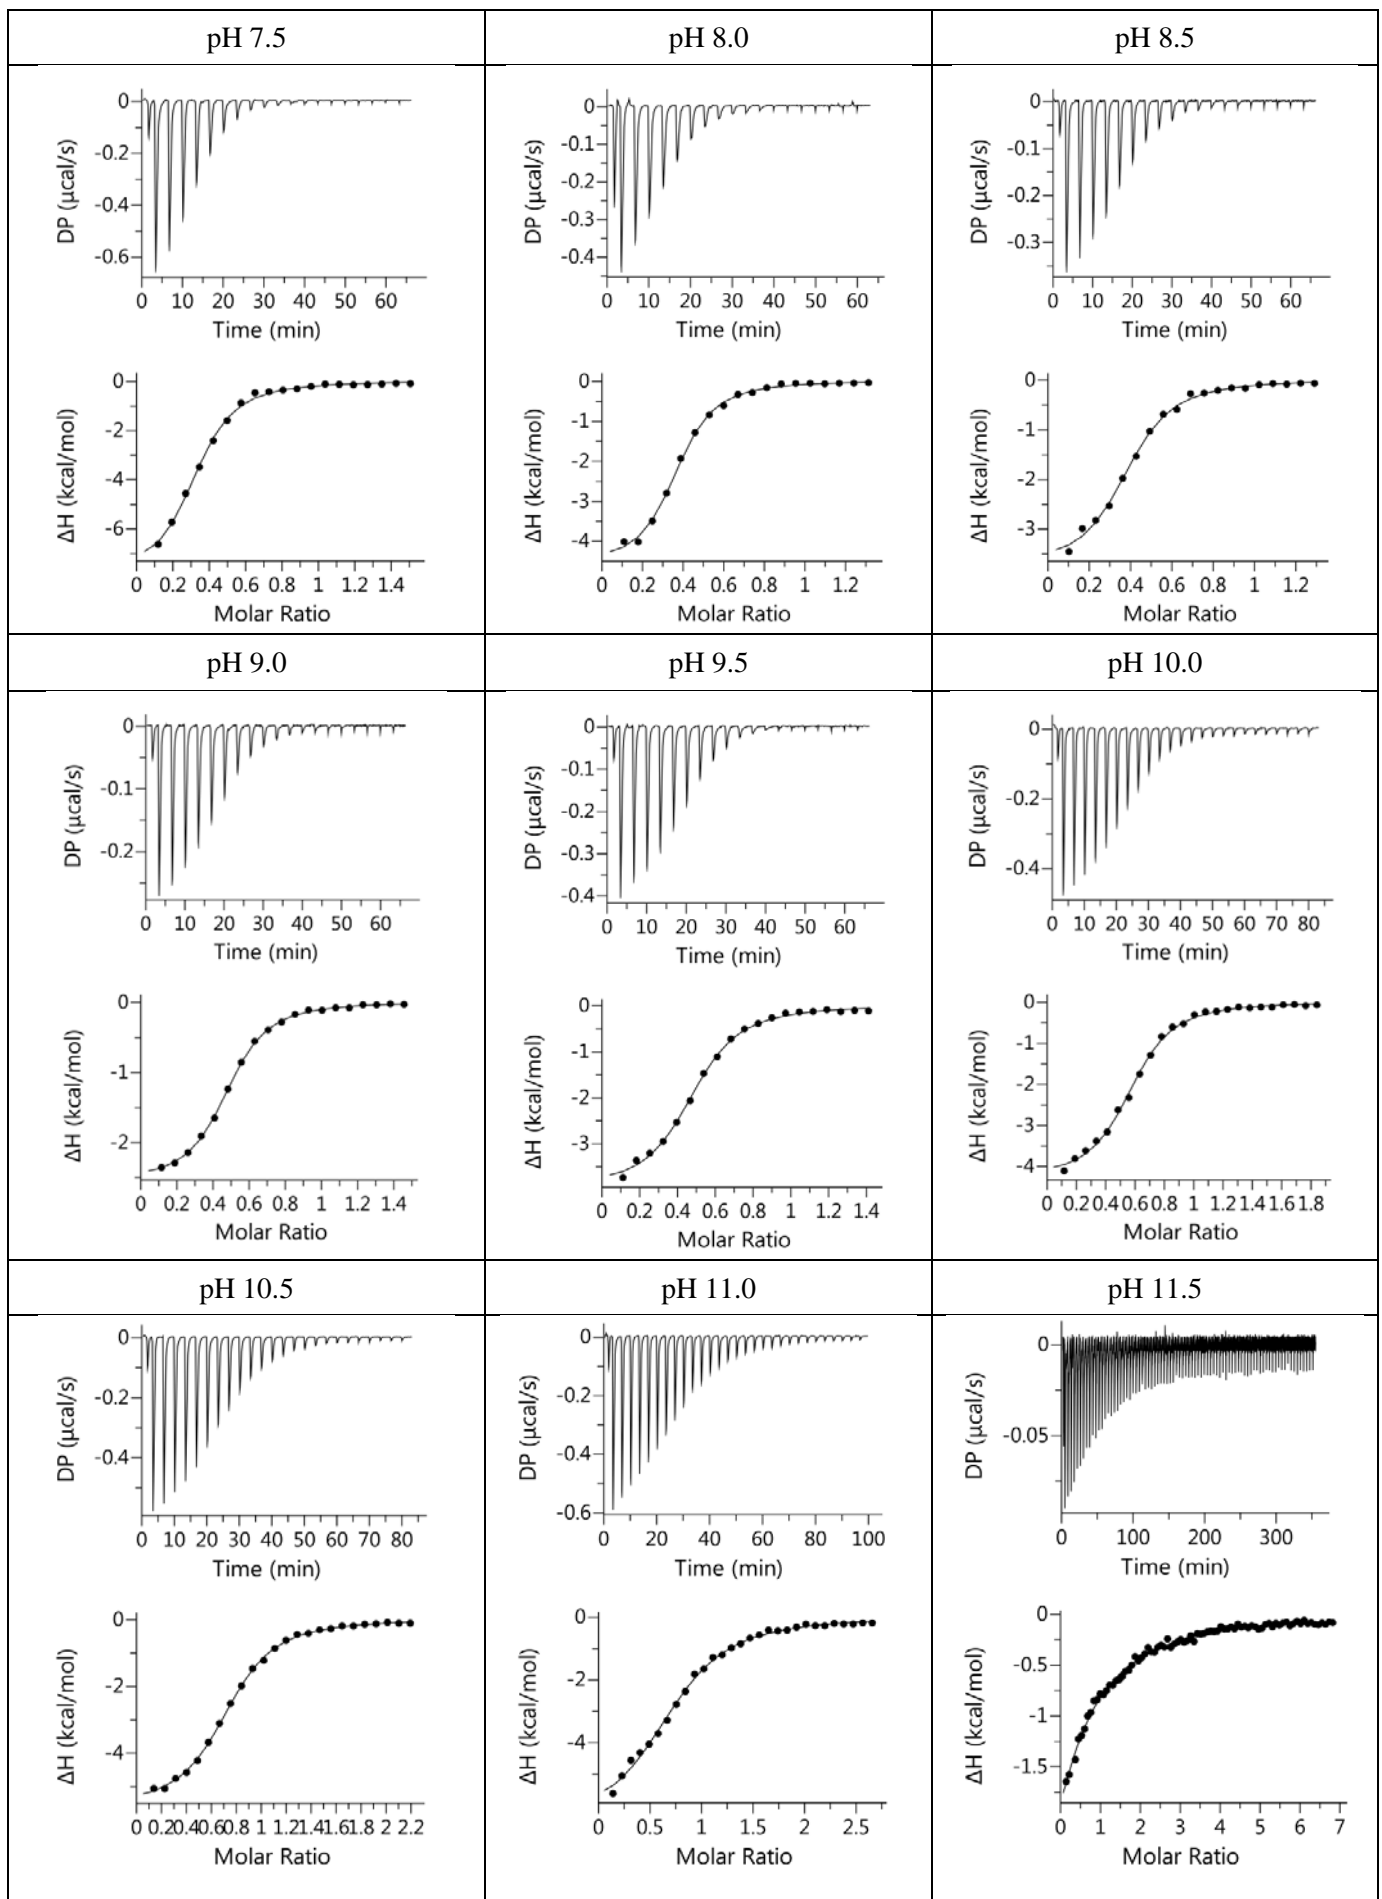 pH 7.5
pH 8.0
pH 8.5
0
-0.2
-0.4
-0.6
DP (µcal/s)
0 10 20 30 40 50 60
Time (min)
0
-0.1
-0.2
-0.3
-0.4
DP (µcal/s)
0 10 20 30 40 50 60
Time (min)
0
-0.1
-0.2
-0.3
DP (µcal/s)
0 10 20 30 40 50 60
Time (min)
0
-2
-4
-6
ΔH (kcal/mol)
0 0.2 0.4 0.6 0.8 1 1.2 1.4
Molar Ratio
0
-1
-2
-3
-4
ΔH (kcal/mol)
0 0.2 0.4 0.6 0.8 1 1.2
Molar Ratio
0
-1
-2
-3
ΔH (kcal/mol)
0 0.2 0.4 0.6 0.8 1 1.2
Molar Ratio
pH 9.0
pH 9.5
pH 10.0
0
-0.1
-0.2
DP (µcal/s)
0 10 20 30 40 50 60
Time (min)
0
-0.1
-0.2
-0.3
-0.4
DP (µcal/s)
0 10 20 30 40 50 60
Time (min)
0
-0.2
-0.4
DP (µcal/s)
0 10 20 30 40 50 60 70 80
Time (min)
0
-1
-2
ΔH (kcal/mol)
0 0.2 0.4 0.6 0.8 1 1.2 1.4
Molar Ratio
0
-1
-2
-3
ΔH (kcal/mol)
0 0.2 0.4 0.6 0.8 1 1.2 1.4
Molar Ratio
0
-1
-2
-3
-4
ΔH (kcal/mol)
0 0.2 0.4 0.6 0.8 1 1.2 1.4 1.6 1.8
Molar Ratio
pH 10.5
pH 11.0
pH 11.5
0
-0.2
-0.4
DP (µcal/s)
0 10 20 30 40 50 60 70 80
Time (min)
0
-0.2
-0.4
-0.6
DP (µcal/s)
0 20 40 60 80 100
Time (min)
0
-0.05
DP (µcal/s)
0 100 200 300
Time (min)
0
-2
-4
ΔH (kcal/mol)
0 0.2 0.4 0.6 0.8 1 1.2 1.4 1.6 1.8 2 2.2
Molar Ratio
0
-2
-4
ΔH (kcal/mol)
0 0.5 1 1.5 2 2.5
Molar Ratio
0
-0.5
-1
-1.5
ΔH (kcal/mol)
0 1 2 3 4 5 6 7
Molar Ratio